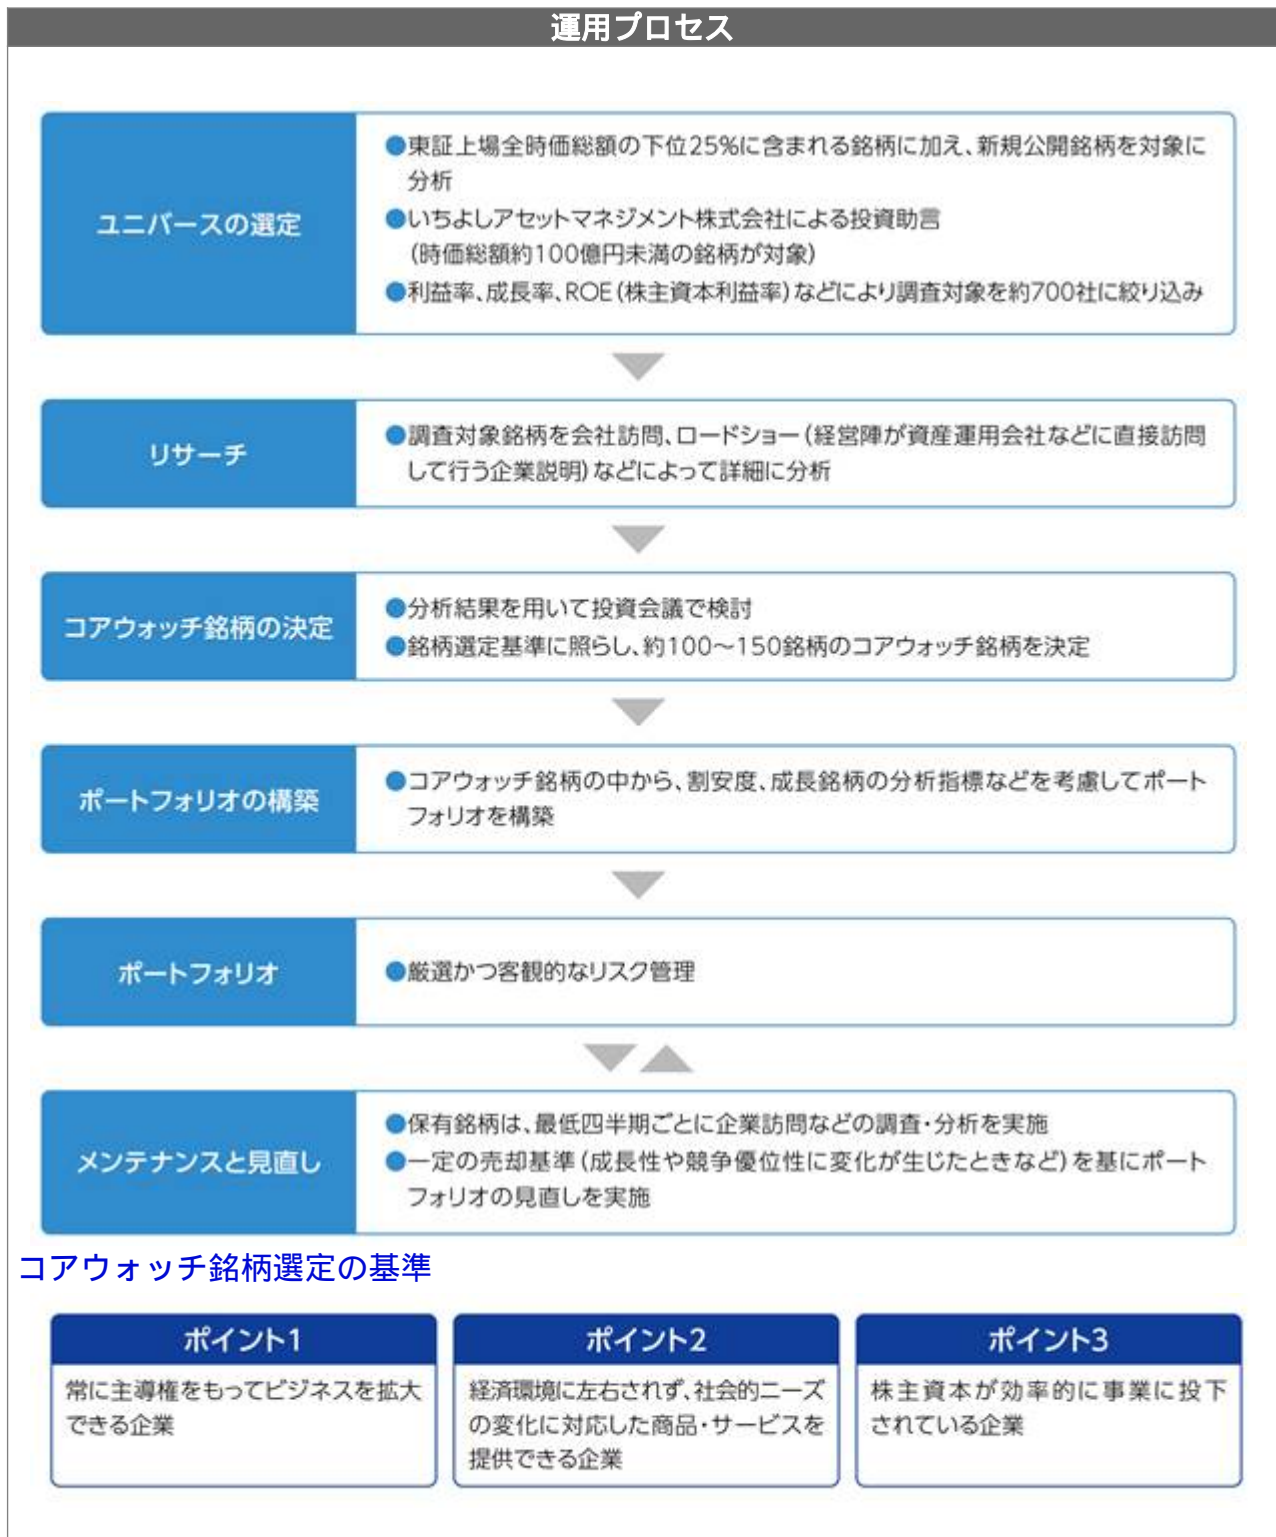 運用プロセス
ユニバースの選定
●東証上場全時価総額の下位25%に含まれる銘柄に加え、新規公開銘柄を対象に
分析
●いちよしアセットマネジメント株式会社による投資助言
(時価総額約100億円未満の銘柄が対象)
●利益率、成長率、ROE(株主資本利益率)などにより調査対象を約700社に絞り込み
リサーチ
●調査対象銘柄を会社訪問、ロードショー(経営陣が資産運用会社などに直接訪問
して行う企業説明)などによって詳細に分析
コアウォッチ銘柄の決定
●分析結果を用いて投資会議で検討
●銘柄選定基準に照らし、約100～150銘柄のコアウォッチ銘柄を決定
ポートフォリオの構築
●コアウォッチ銘柄の中から、割安度、成長銘柄の分析指標などを考慮してポート
フォリオを構築
ポートフォリオ
●厳選かつ客観的なリスク管理
メンテナンスと見直し
●保有銘柄は、最低四半期ごとに企業訪問などの調査・分析を実施
●一定の売却基準(成長性や競争優位性に変化が生じたときなど)を基にポート
フォリオの見直しを実施
コアウォッチ銘柄選定の基準
ポイント1
常に主導権をもってビジネスを拡大
できる企業
ポイント2
経済環境に左右されず、社会的ニーズ
の変化に対応した商品・サービスを
提供できる企業
ポイント3
株主資本が効率的に事業に投下
されている企業